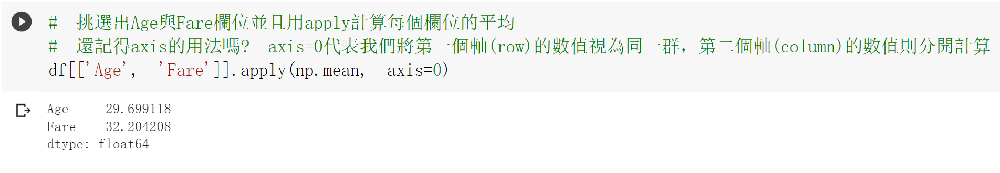 # 挑選出Age與Fare欄位並且用apply計算每個欄位的平均
# 還記得axis的用法嗎? axis=0代表我們將第一個軸(row)的數值視為同一群，第二個軸(column)的數值則分開計算
df[['Age', 'Fare']].apply(np.mean, axis=0)
Age 29.699118
Fare 32.204208
dtype: float64